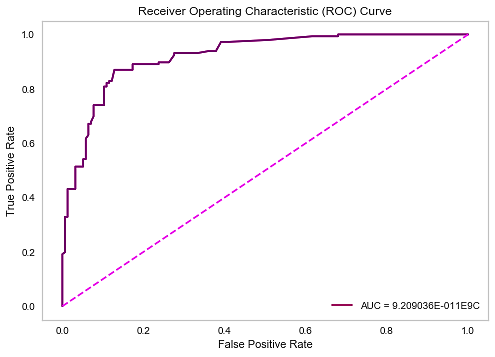 Receiver Operating Characteristic (ROC) Curve
1.0
0.8
0.6
0.4
0.2
0.0
True Positive Rate
0.0 0.2 0.4 0.6 0.8 1.0
False Positive Rate
AUC = 9.209036E-011E9C